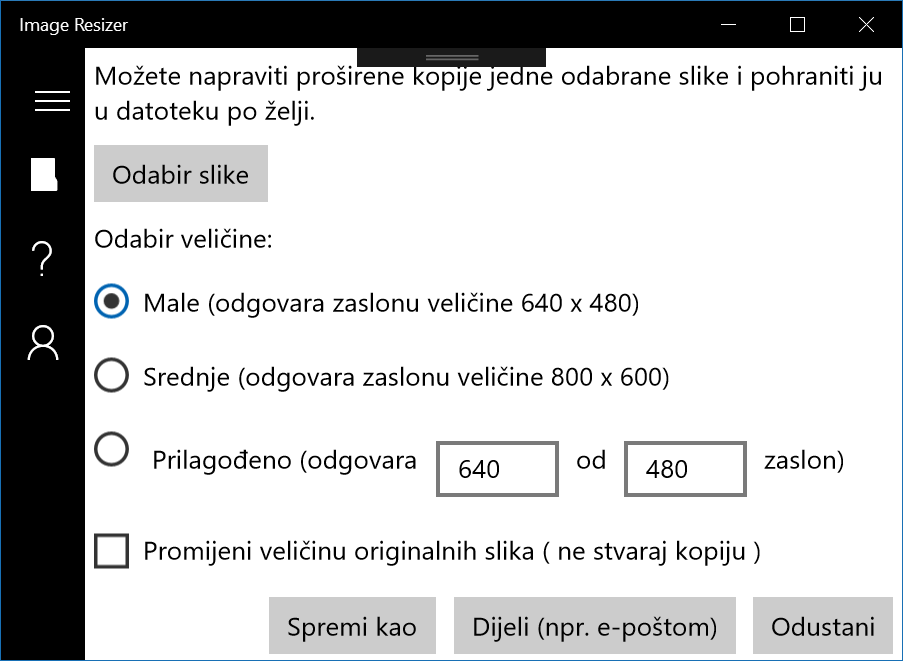 Image Resizer
Možete napraviti proširene kopije jedne odabrane slike i pohraniti ju
u datoteku po želji.
Odabir slike
Odabir veličine:
Male (odgovara zaslonu veličine 640 x 480)
Srednje (odgovara zaslonu veličine 800 x 600)
Prilagođeno (odgovara 640 od 480 zaslon)
Promijeni veličinu originalnih slika ( ne stvaraj kopiju )
Spremi kao Dijeli (npr. e-poštom) Odustani